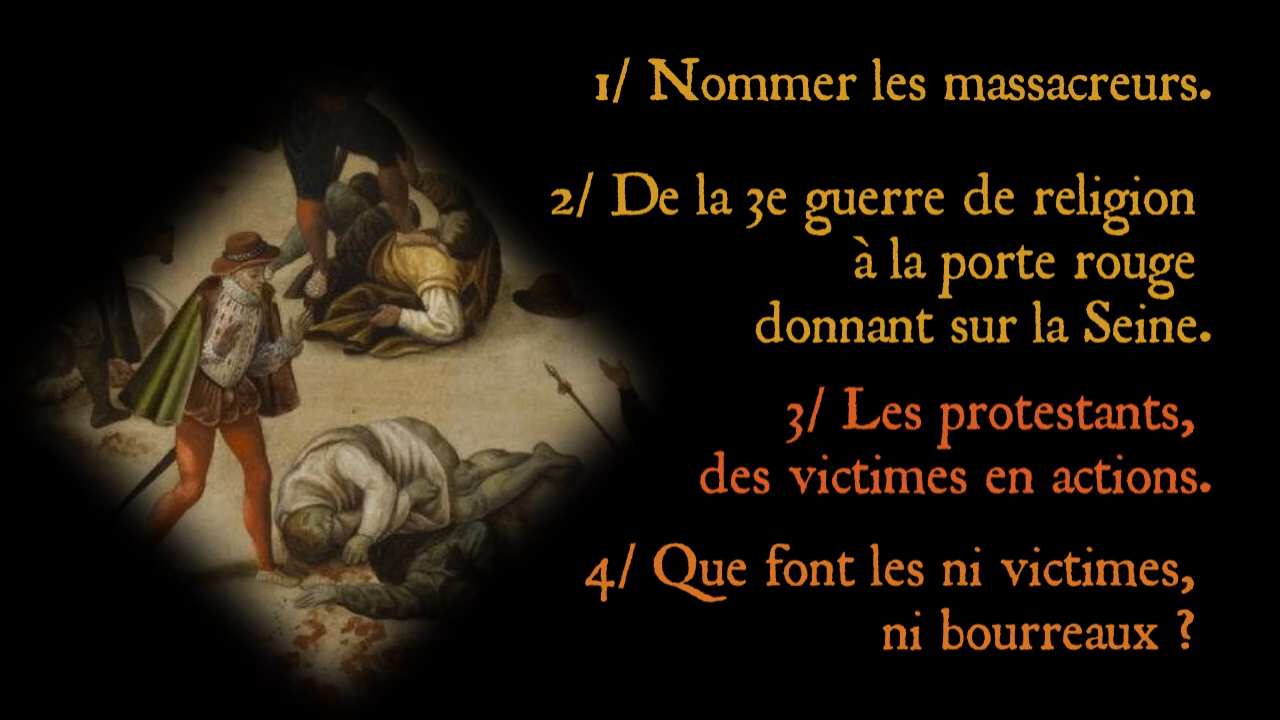 1/ Nommer les massacreurs.
2/ De la 3e guerre de religion
à la porte rouge
donnant sur la Seine.
3/ Les protestants,
des victimes en actions.
4/ Que font les ni victimes,
ni bourreaux ?